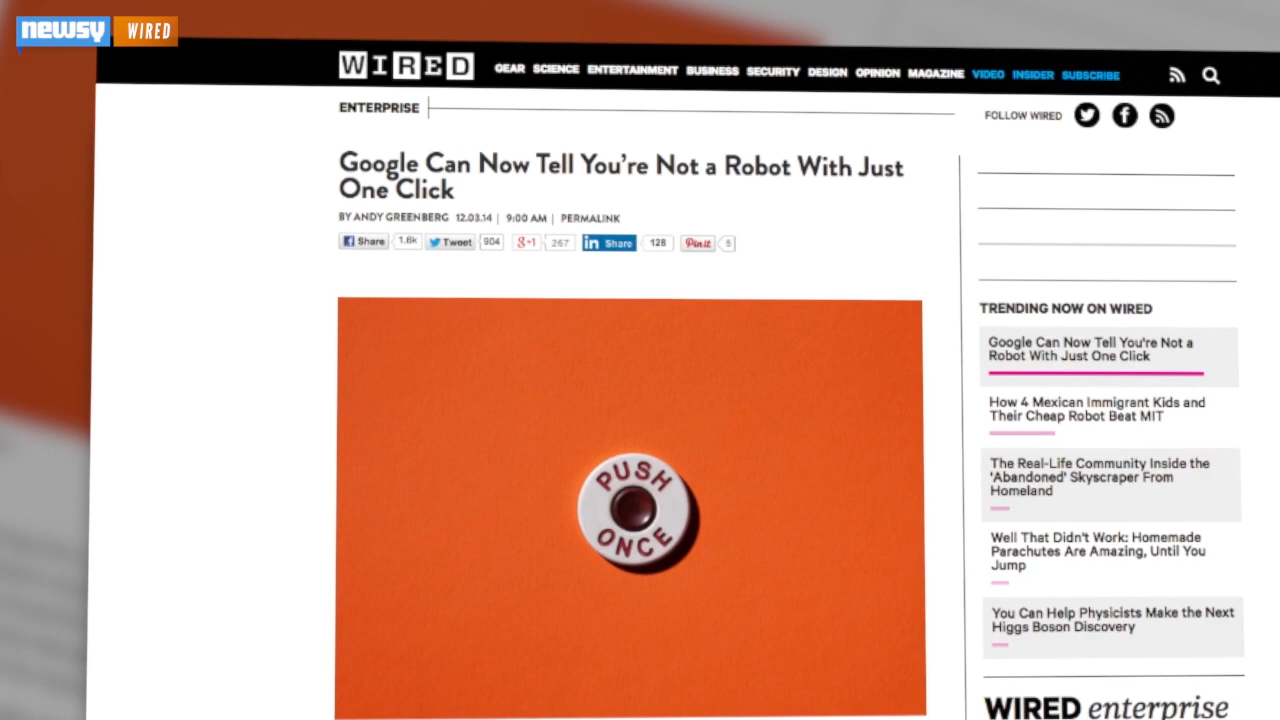 newsy WIRED
WIRED
GEAR SCIENCE ENTERTAINMENT BUSINESS SECURITY DESIGN OPINION MAGAZINE VIDEO INSIDER SUBSCRIBE
ENTERPRISE
FOLLOW WIRED
Google Can Now Tell You're Not a Robot With Just
One Click
BY ANDY GREENBERG 12.03.14 | 9:00 AM | PERMALINK
Share 1.6k Tweet 904 g+1 267 in Share 128 Pin it 5
PUSH
ONCE
TRENDING NOW ON WIRED
Google Can Now Tell You're Not a
Robot With Just One Click
How 4 Mexican Immigrant Kids and
Their Cheap Robot Beat MIT
The Real-Life Community Inside the
'Abandoned' Skyscraper From
Homeland
Well That Didn't Work: Homemade
Parachutes Are Amazing, Until You
Jump
You Can Help Physicists Make the Next
Higgs Boson Discovery
WIRED enterprise